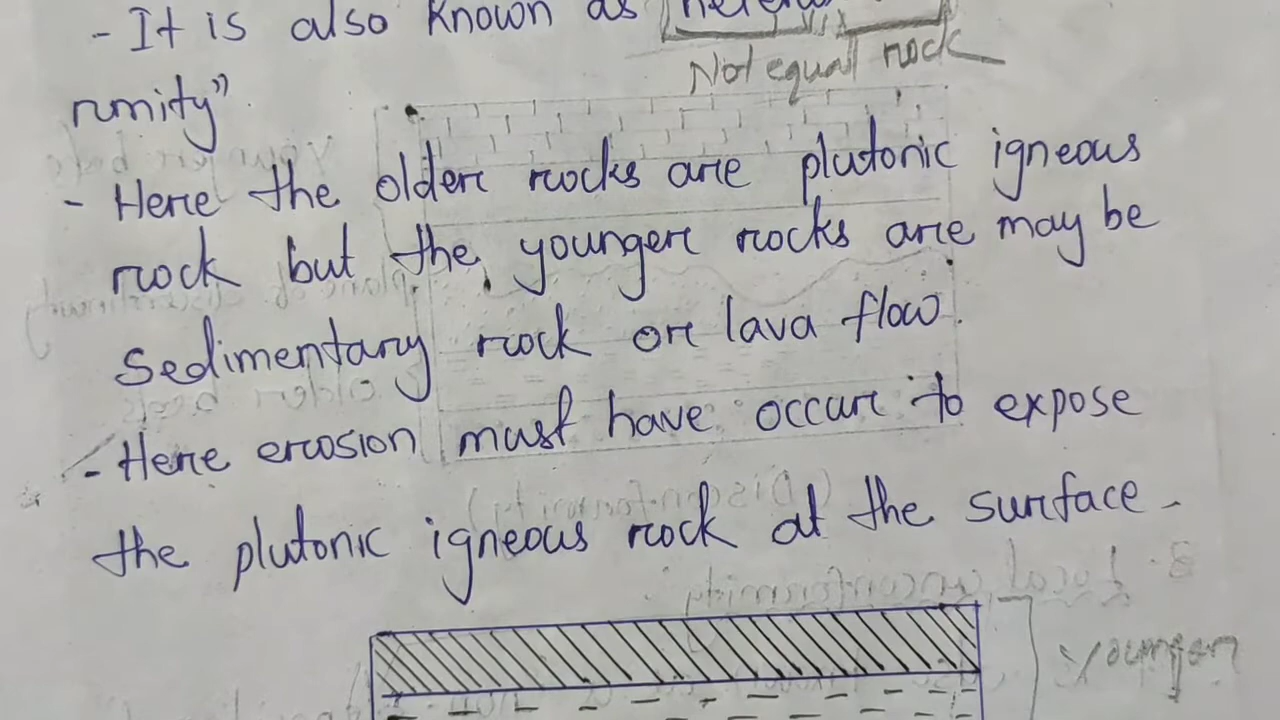 - It is also known as
Not equal rock
rmity”
- Here the older rocks are plutonic igneous
rock but the younger rocks are may be
Sedimentary rock or lava flow.
- Here erosion must have occur to expose
the plutonic igneous rock at the surface -
younger